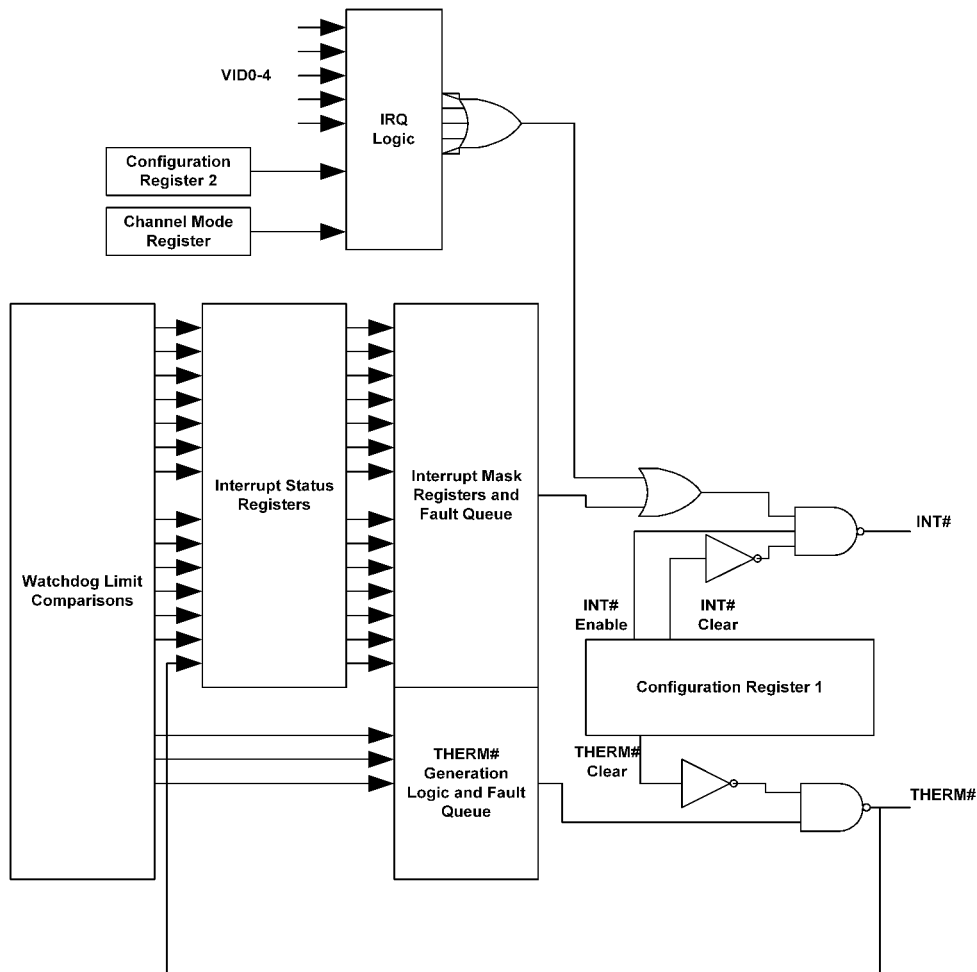 VID0-4
IRQ
Logic
Configuration
Register 2
Channel Mode
Register
Watchdog Limit
Comparisons
Interrupt Status
Registers
Interrupt Mask
Registers and
Fault Queue
INT#
INT#
Enable
INT#
Clear
Configuration Register 1
THERM#
Clear
THERM#
Generation
Logic and Fault
Queue
THERM#